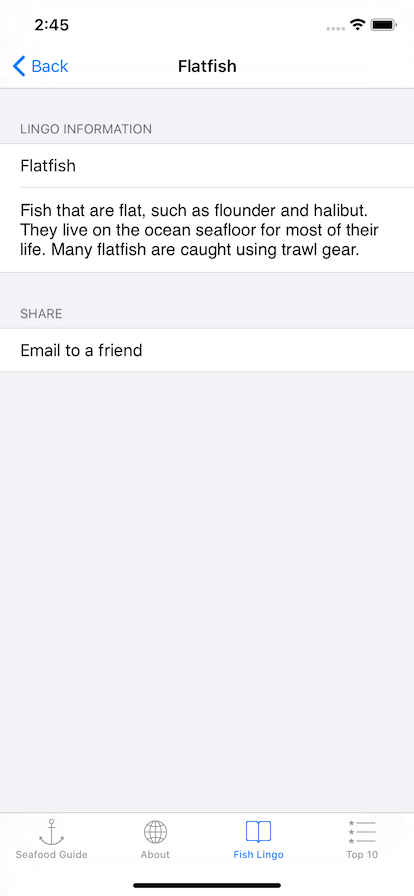 2:45
Back
Flatfish
LINGO INFORMATION
Flatfish
Fish that are flat, such as flounder and halibut.
They live on the ocean seafloor for most of their
life. Many flatfish are caught using trawl gear.
SHARE
Email to a friend
Seafood Guide
About
Fish Lingo
Top 10